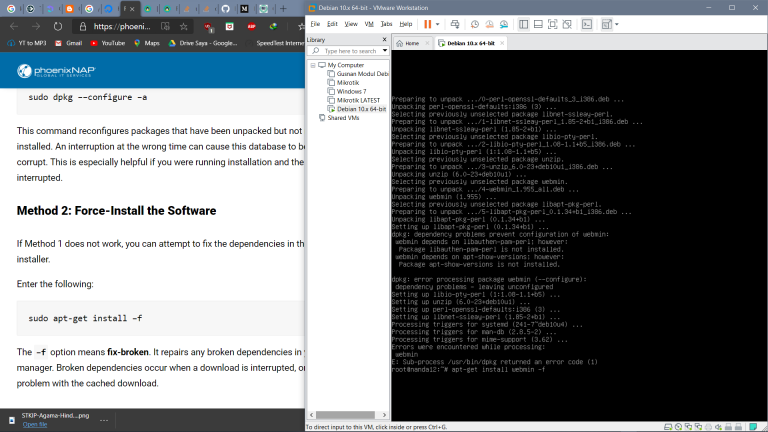 https://phoeni...
YT to MP3
Gmail
YouTube
Maps
Drive Saya - Google...
SpeedTest Interne
phoenixNAP
GLOBAL IT SERVICES
sudo dpkg --configure -a
This command reconfigures packages that have been unpacked but not
installed. An interruption at the wrong time can cause this database to be
corrupt. This is especially helpful if you were running installation and the
interrupted.
Method 2: Force-Install the Software
If Method 1 does not work, you can attempt to fix the dependencies in th
installer.
Enter the following:
sudo apt-get install -f
The -f option means fix-broken. It repairs any broken dependencies in
manager. Broken dependencies occur when a download is interrupted, or
problem with the cached download.
STKIP-Agama-Hind....png
Open file
Debian 10.x 64-bit - VMware Workstation
File Edit View VM Tabs Help
Library
Type here to search
My Computer
Gusnan Modul Debi
Mikrotik
Windows 7
Mikrotik LATEST
Debian 10.x 64-bit
Shared VMs
Home
Debian 10.x 64-bit
Preparing to unpack .../0-perl-openssl-defaults_3_i386.deb ...
Unpacking perl-openssl-defaults:i386 (3) ...
Selecting previously unselected package libnet-ssleay-perl.
Preparing to unpack .../1-libnet-ssleay-perl_1.85-2+b1_i386.deb ...
Unpacking libnet-ssleay-perl (1.85-2+b1) ...
Selecting previously unselected package libio-pty-perl.
Preparing to unpack .../2-libio-pty-perl_1.08-1.1+b5_i386.deb ...
Unpacking libio-pty-perl (1:1.08-1.1+b5) ...
Selecting previously unselected package unzip.
Preparing to unpack .../3-unzip_6.0-23+deb10u1_i386.deb ...
Unpacking unzip (6.0-23+deb10u1) ...
Selecting previously unselected package webmin.
Preparing to unpack .../4-webmin_1.955_all.deb ...
Unpacking webmin (1.955) ...
Selecting previously unselected package libapt-pkg-perl.
Preparing to unpack .../5-libapt-pkg-perl_0.1.34+b1_i386.deb ...
Unpacking libapt-pkg-perl (0.1.34+b1) ...
Setting up libapt-pkg-perl (0.1.34+b1) ...
dpkg: dependency problems prevent configuration of webmin:
webmin depends on libauthen-pam-perl; however:
Package libauthen-pam-perl is not installed.
webmin depends on apt-show-versions; however:
Package apt-show-versions is not installed.
dpkg: error processing package webmin (--configure):
dependency problems - leaving unconfigured
Setting up libio-pty-perl (1:1.08-1.1+b5) ...
Setting up unzip (6.0-23+deb10u1) ...
Setting up perl-openssl-defaults:i386 (3) ...
Setting up libnet-ssleay-perl (1.85-2+b1) ...
Processing triggers for systemd (241-7~deb10u4) ...
Processing triggers for man-db (2.8.5-2) ...
Processing triggers for mime-support (3.62) ...
Errors were encountered while processing:
webmin
E: Sub-process /usr/bin/dpkg returned an error code (1)
root@nanda12:~# apt-get install webmin -f
To direct input to this VM, click inside or press Ctrl+G.